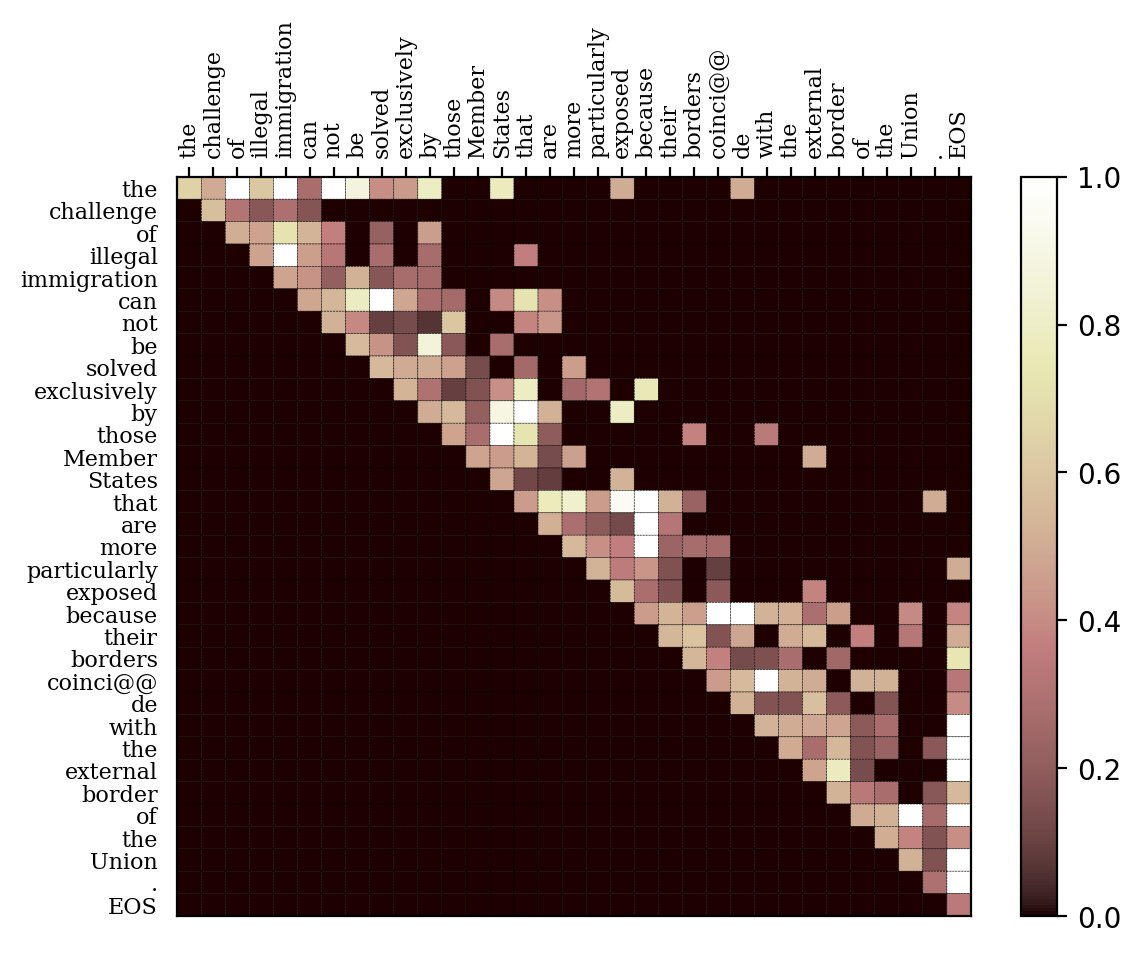 the
challenge
of
illegal
immigration
can
not
be
solved
exclusively
by
those
Member
States
that
are
more
particularly
exposed
because
their
borders
coinci@@
de
with
the
external
border
of
the
Union
.
EOS
the
challenge
of
illegal
immigration
can
not
be
solved
exclusively
by
those
Member
States
that
are
more
particularly
exposed
because
their
borders
coinci@@
de
with
the
external
border
of
the
Union
.
EOS
1.0
0.8
0.6
0.4
0.2
0.0